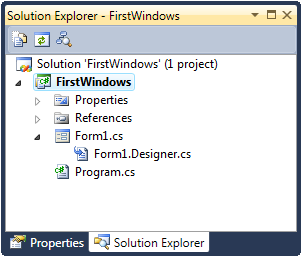 Solution Explorer - FirstWindows
Solution 'FirstWindows' (1 project)
FirstWindows
Properties
References
Form1.cs
Form1.Designer.cs
Program.cs
Properties
Solution Explorer